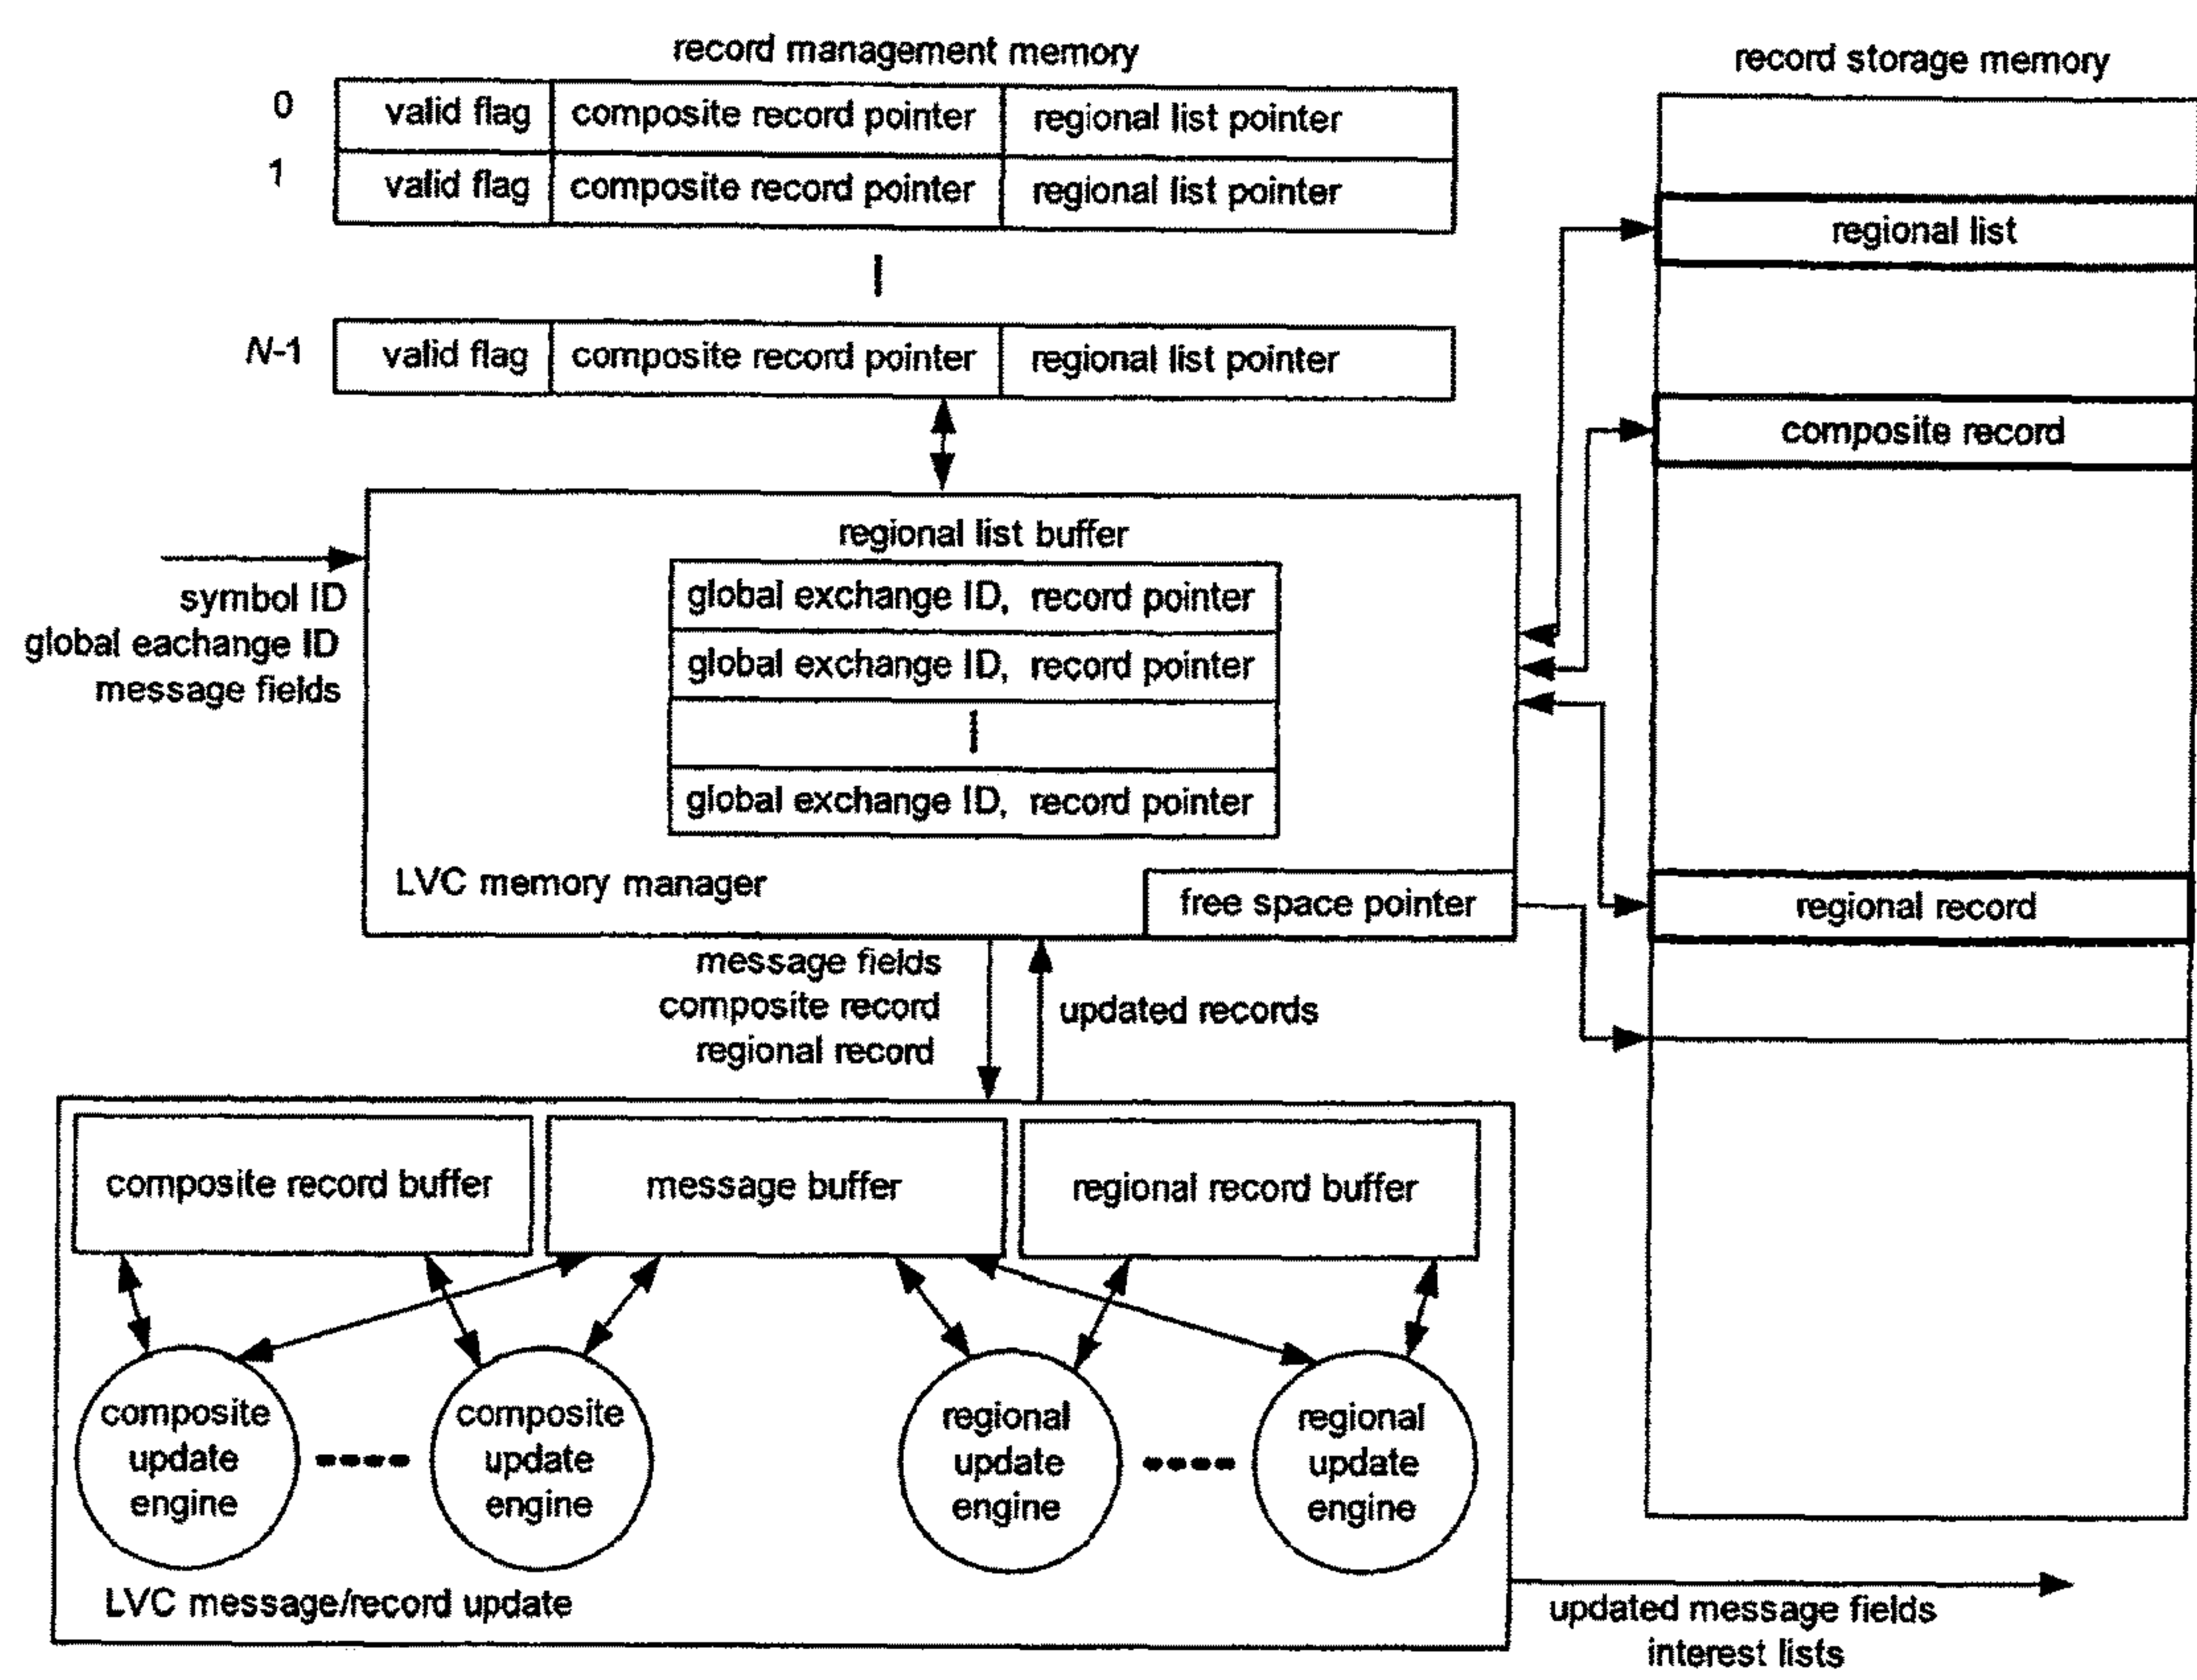 record management memory
record storage memory
0
valid flag
composite record pointer
regional list pointer
1
valid flag
composite record pointer
regional list pointer
N-1
valid flag
composite record pointer
regional list pointer
regional list
composite record
regional record
symbol ID
global eachange ID
message fields
regional list buffer
global exchange ID, record pointer
global exchange ID, record pointer
global exchange ID, record pointer
LVC memory manager
free space pointer
message fields
composite record
regional record
updated records
composite record buffer
message buffer
regional record buffer
composite
update
engine
composite
update
engine
regional
update
engine
regional
update
engine
LVC message/record update
updated message fields
interest lists